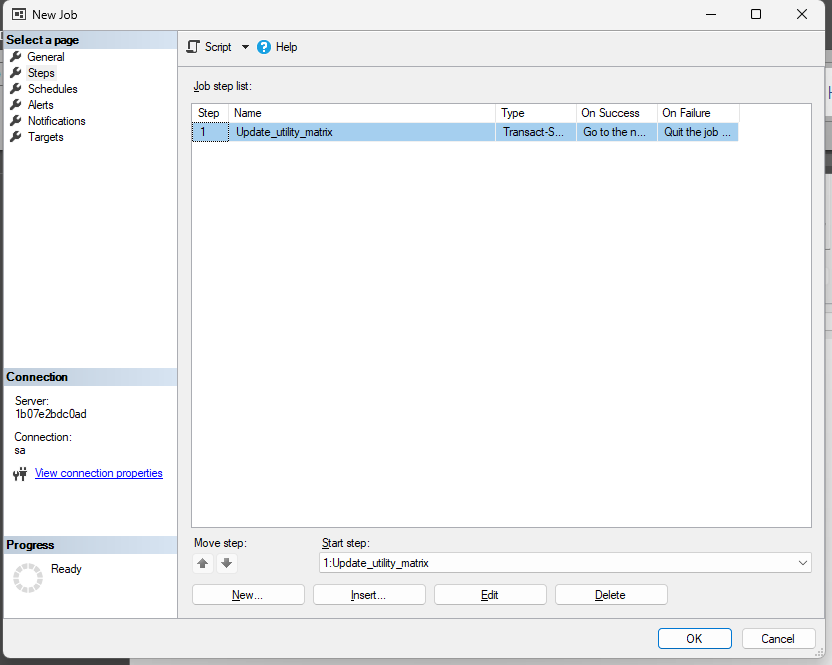 New Job
Select a page
General
Steps
Schedules
Alerts
Notifications
Targets
Script
Help
Job step list:
Step Name Type On Success On Failure
1 Update_utility_matrix Transact-S... Go to the n... Quit the job ...
Connection
Server:
1b07e2bdc0ad
Connection:
sa
View connection properties
Progress
Ready
Move step:
Start step:
1:Update_utility_matrix
New...
Insert...
Edit
Delete
OK
Cancel